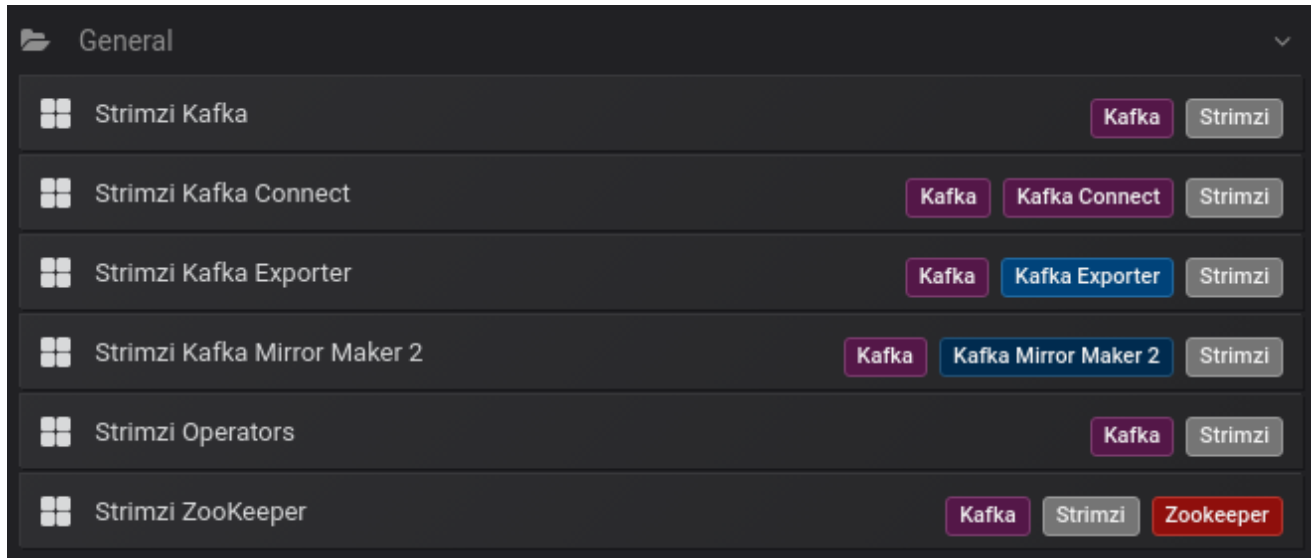 General
Strimzi Kafka Kafka Strimzi
Strimzi Kafka Connect Kafka Kafka Connect Strimzi
Strimzi Kafka Exporter Kafka Kafka Exporter Strimzi
Strimzi Kafka Mirror Maker 2 Kafka Kafka Mirror Maker 2 Strimzi
Strimzi Operators Kafka Strimzi
Strimzi ZooKeeper Kafka Strimzi Zookeeper